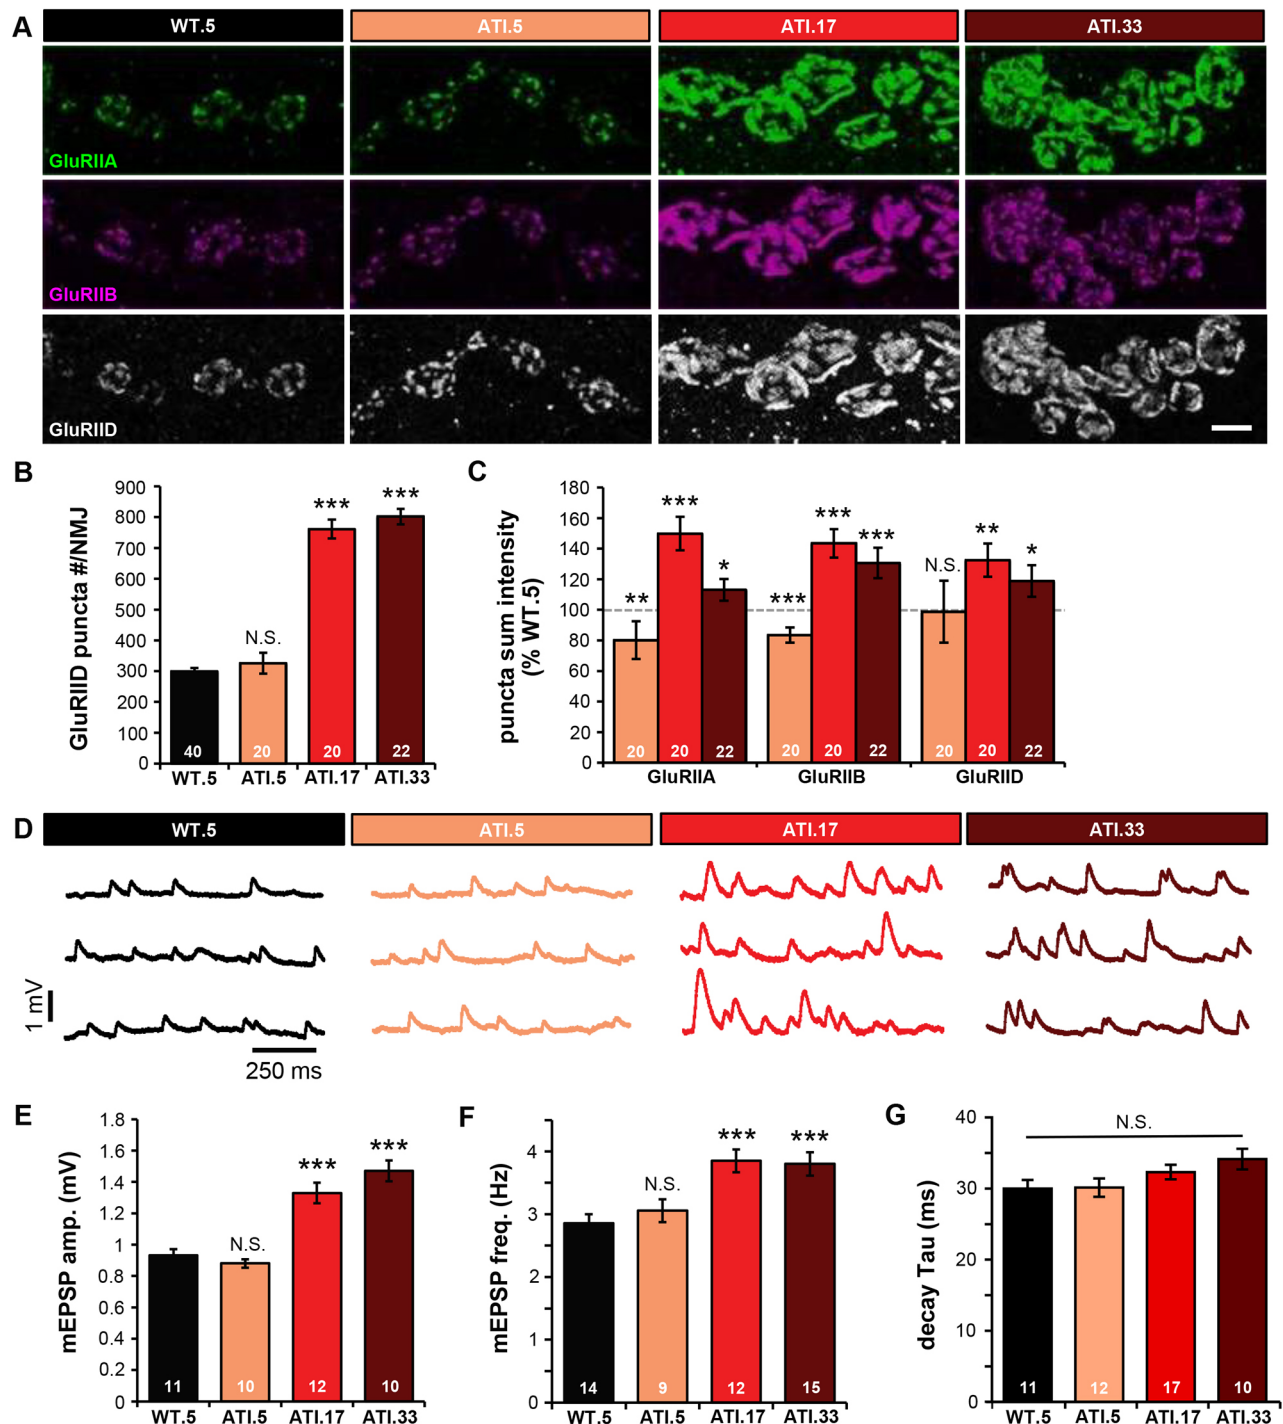 A
WT.5 ATI.5 ATI.17 ATI.33
GluRIIA
GluRIIB
GluRIID
B
GluRIID puncta #/NMJ
900
800
700
600
500
400
300
200
100
0
N.S.
***
***
40 20 20 22
WT.5 ATI.5 ATI.17 ATI.33
C
puncta sum intensity
(% WT.5)
180
160
140
120
100
80
60
40
20
0
** *** *
*** *** ***
N.S. ** *
20 20 22 20 20 22 20 20 22
GluRIIA GluRIIB GluRIID
D
WT.5 ATI.5 ATI.17 ATI.33
1 mV
250 ms
E
mEPSP amp. (mV)
1.8
1.6
1.4
1.2
1
0.8
0.6
0.4
0.2
0
N.S.
***
***
11 10 12 10
WT.5 ATI.5 ATI.17 ATI.33
F
mEPSP freq. (Hz)
4
3
2
1
0
N.S.
***
***
14 9 12 15
WT.5 ATI.5 ATI.17 ATI.33
G
decay Tau (ms)
40
30
20
10
0
N.S.
11 12 17 10
WT.5 ATI.5 ATI.17 ATI.33